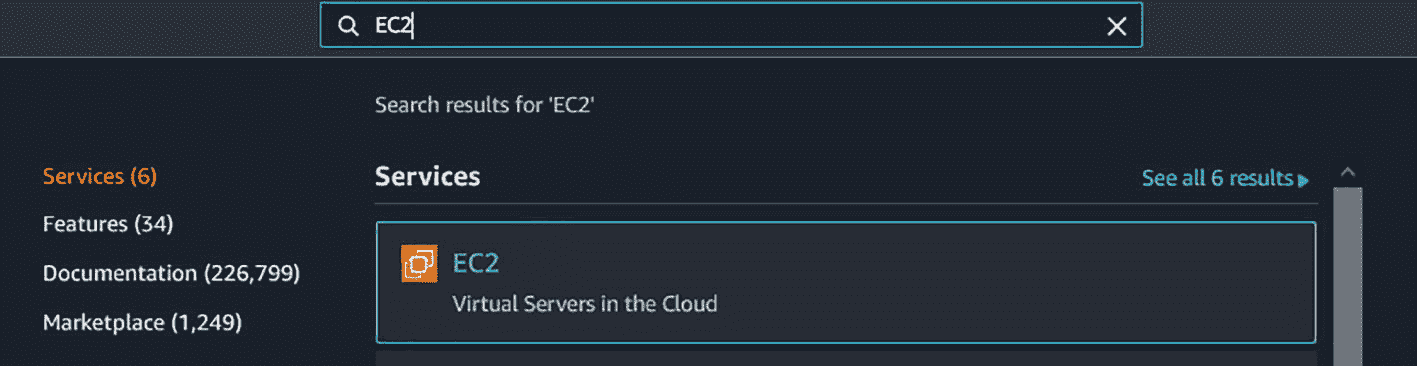 EC2
Search results for 'EC2'
Services (6)
Features (34)
Documentation (226,799)
Marketplace (1,249)
Services
See all 6 results
EC2
Virtual Servers in the Cloud